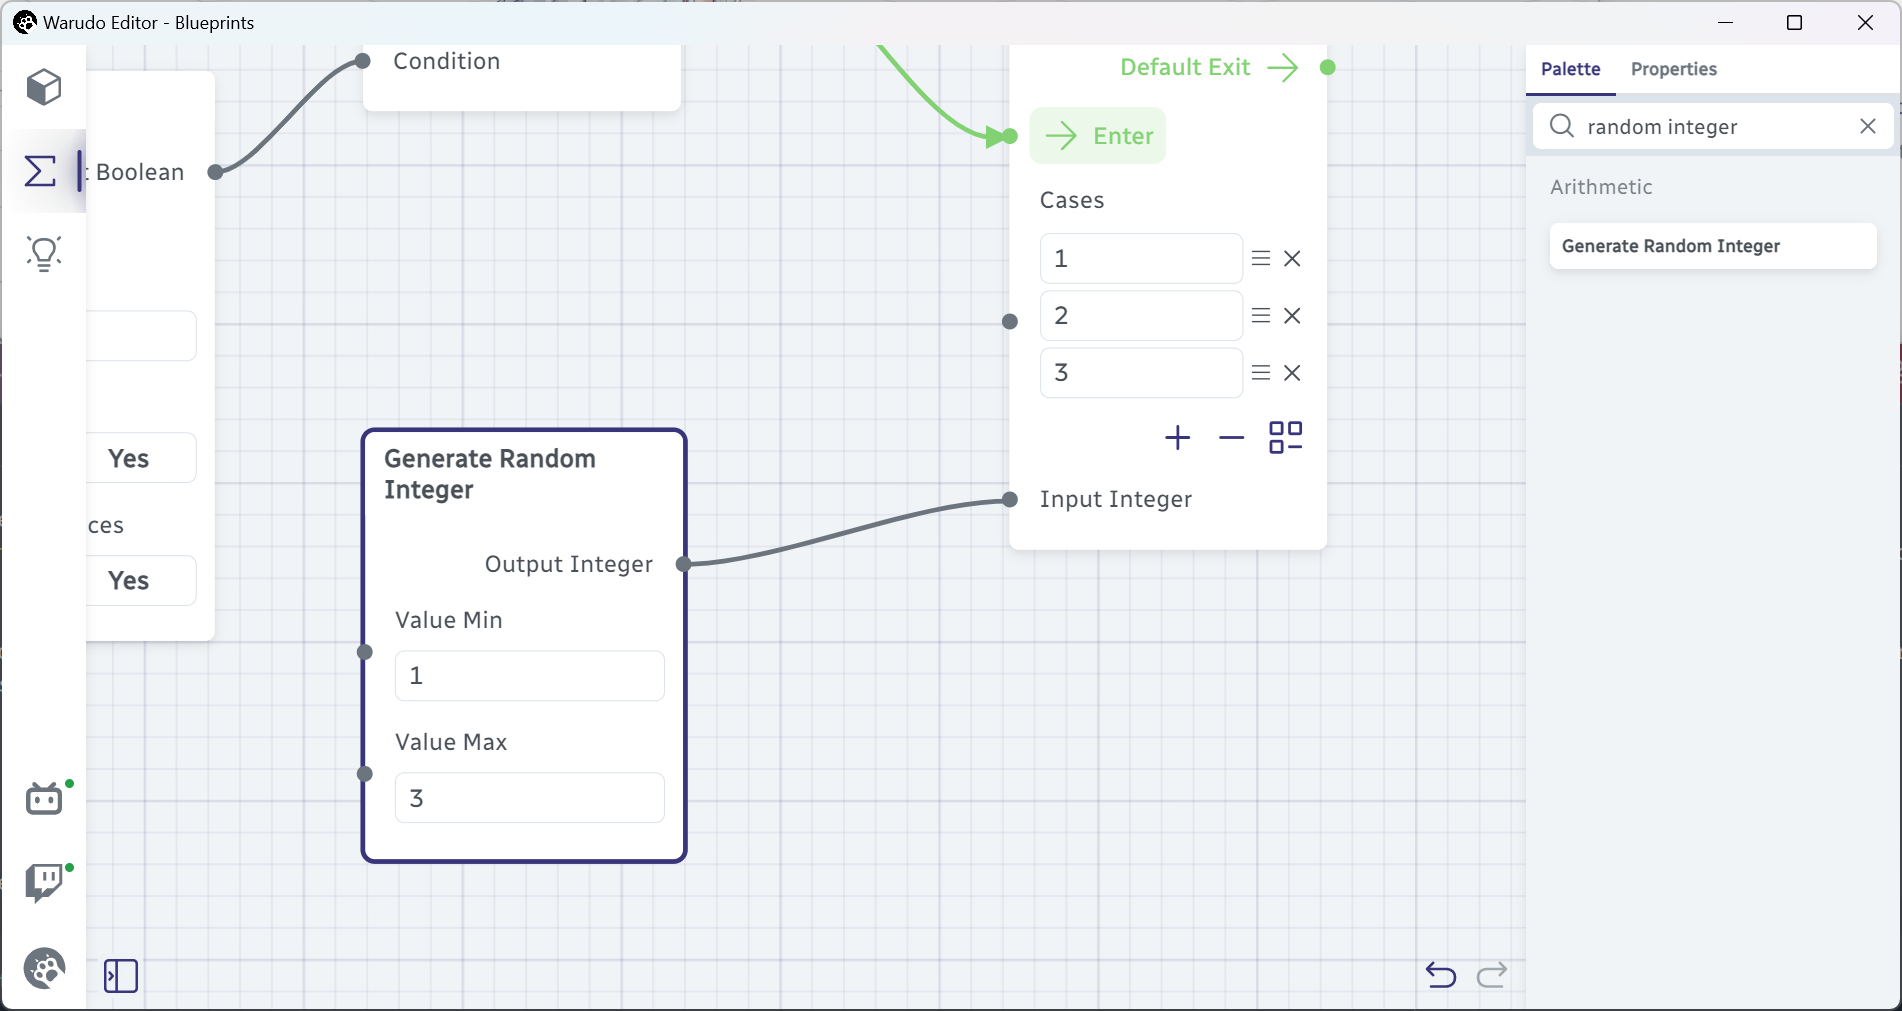 Warudo Editor - Blueprints
Condition
Boolean
Yes
ces
Yes
Generate Random
Integer
Output Integer
Value Min
1
Value Max
3
Default Exit
Enter
Cases
1
2
3
Input Integer
Palette
Properties
random integer
Arithmetic
Generate Random Integer